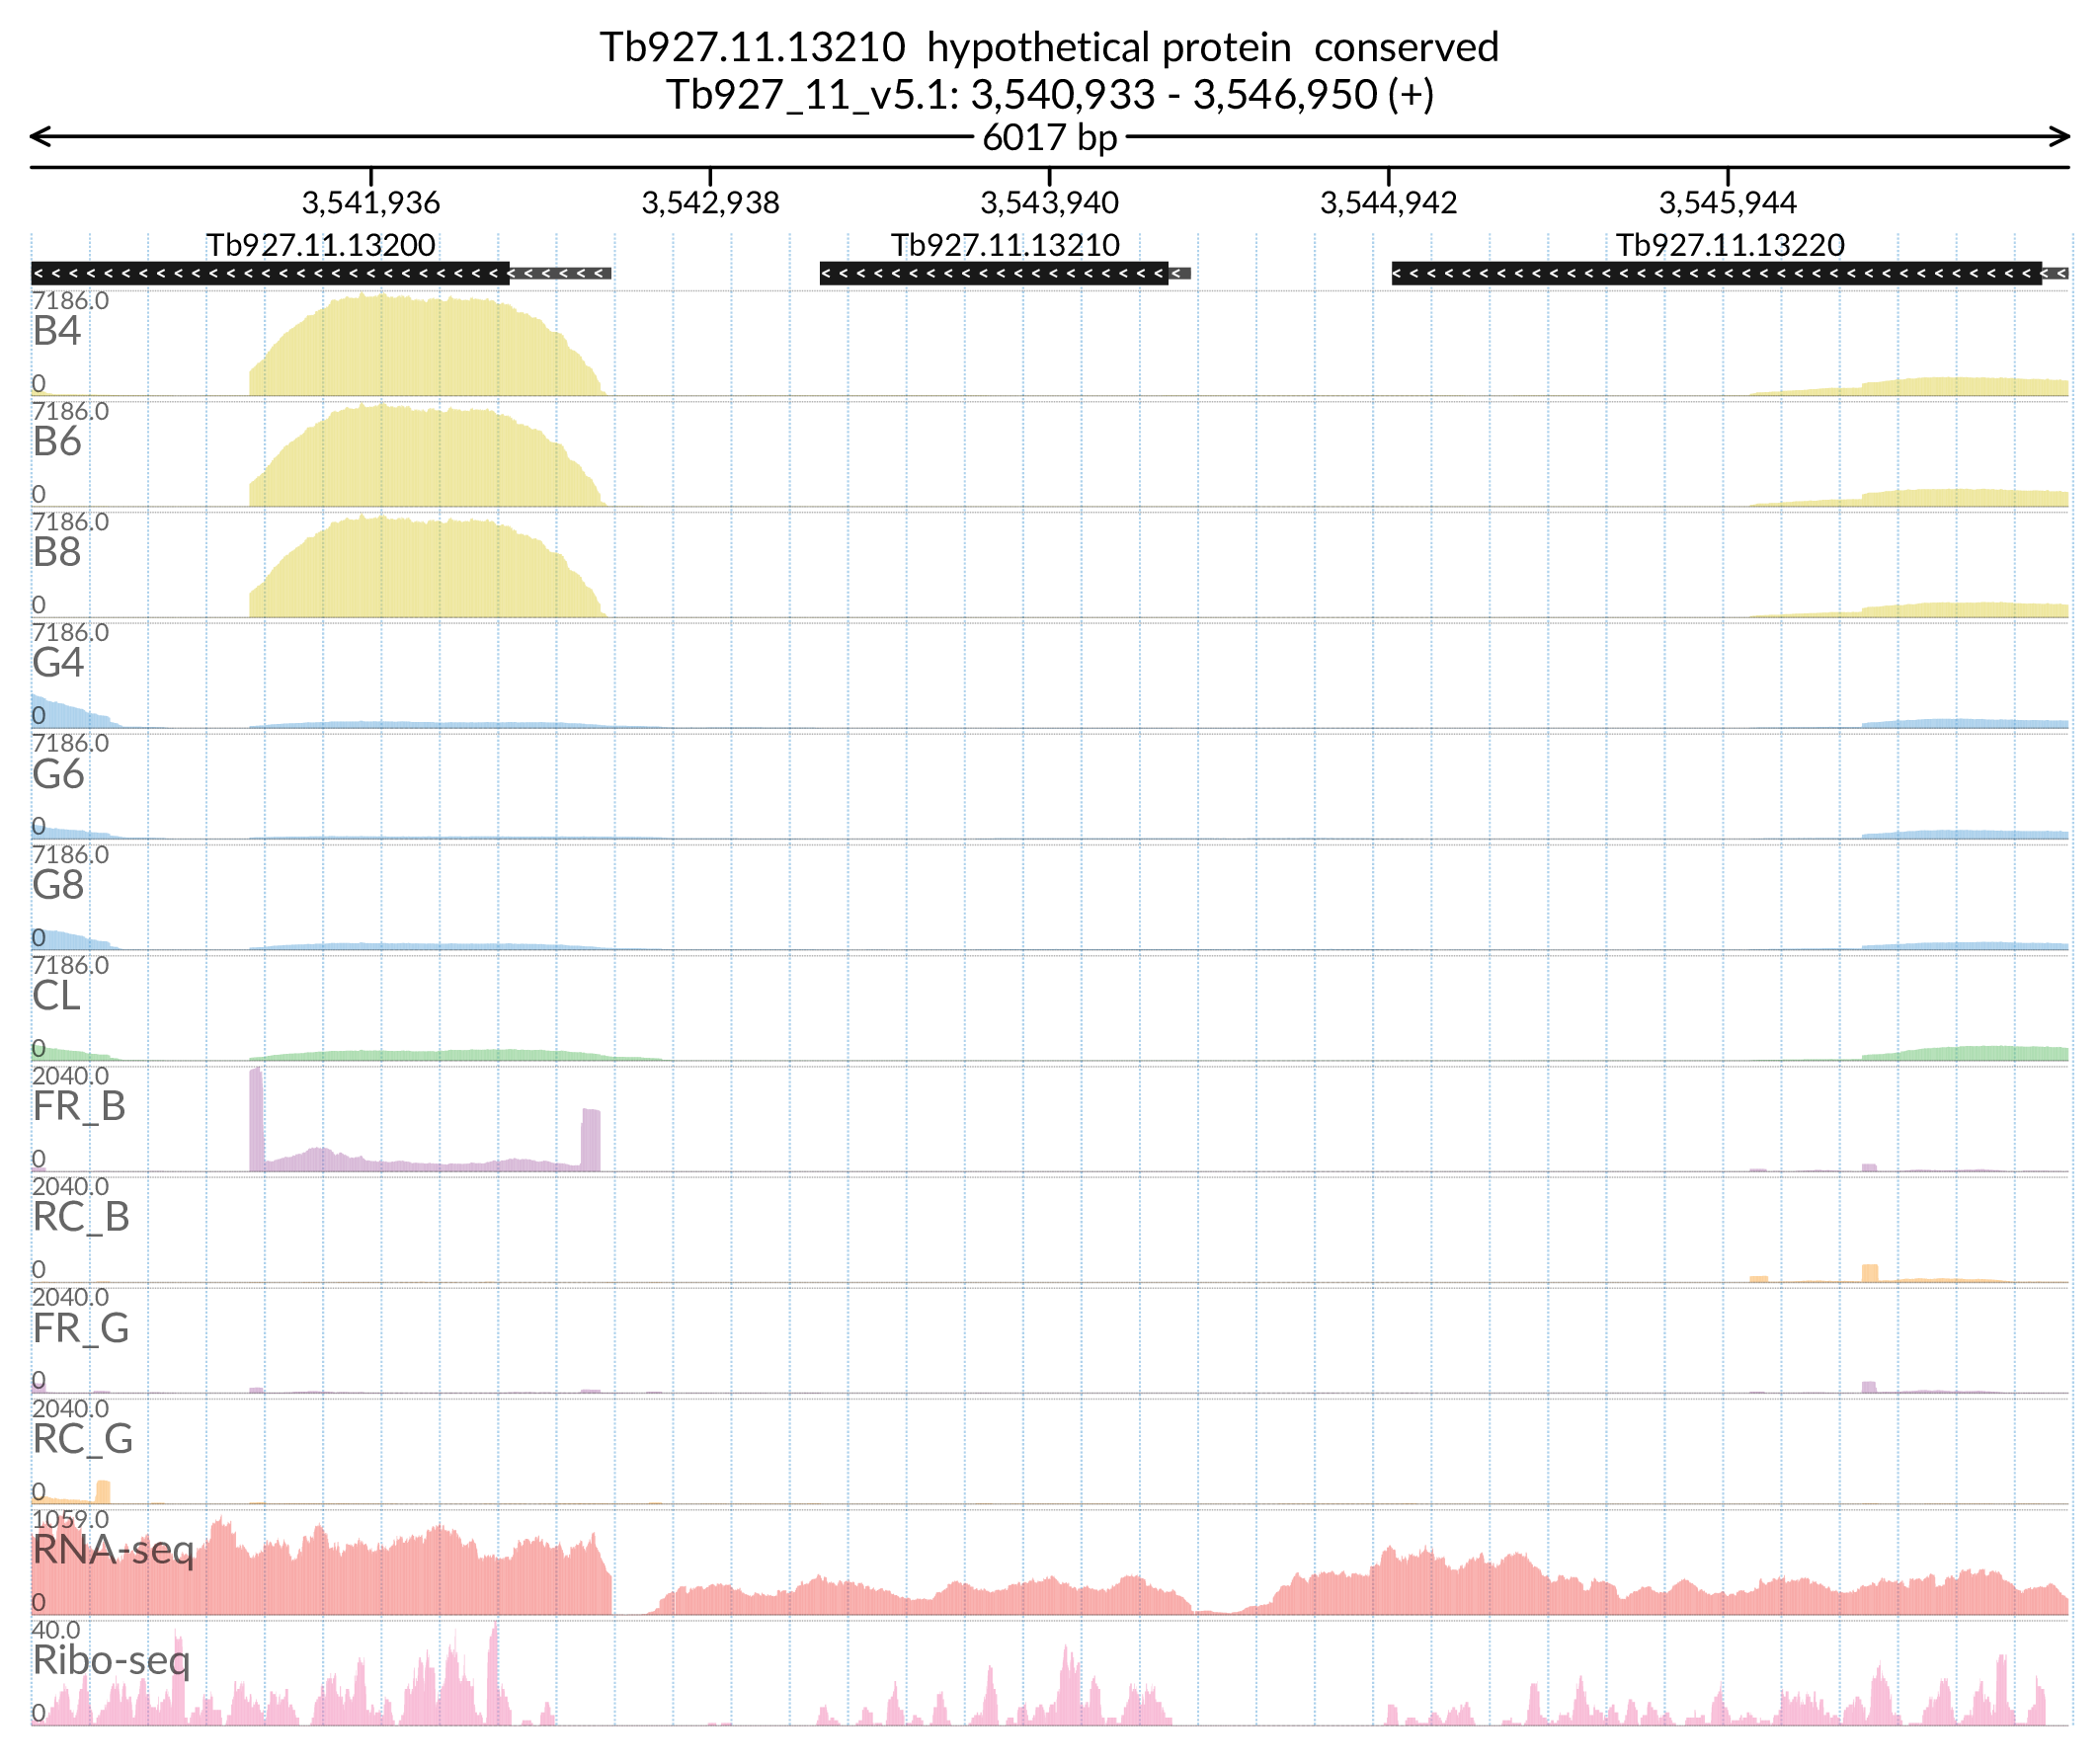 Tb927.11.13210 hypothetical protein conserved
Tb927_11_v5.1: 3,540,933 - 3,546,950 (+)
6017 bp
3,541,936 3,542,938 3,543,940 3,544,942 3,545,944
Tb927.11.13200 Tb927.11.13210 Tb927.11.13220
7186.0
B4
0
7186.0
B6
0
7186.0
B8
0
7186.0
G4
0
7186.0
G6
0
7186.0
G8
0
7186.0
CL
0
2040.0
FR_B
0
2040.0
RC_B
0
2040.0
FR_G
0
2040.0
RC_G
0
1059.0
RNA-seq
0
40.0
Ribo-seq
0